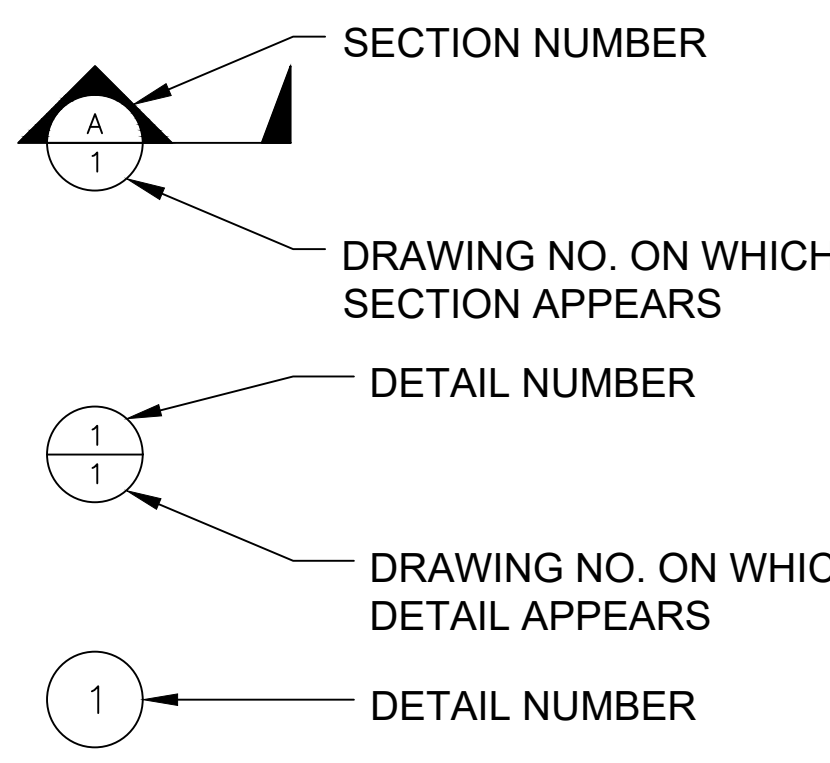 SECTION NUMBER
A
1
DRAWING NO. ON WHICH
SECTION APPEARS
DETAIL NUMBER
1
1
DRAWING NO. ON WHIC
DETAIL APPEARS
1
DETAIL NUMBER